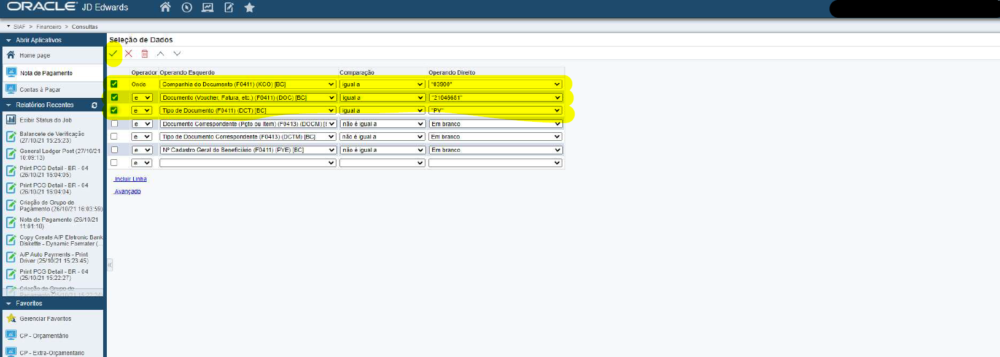 ORACLE® JD Edwards
SIAF > Financeiro > Consultas
Abrir Aplicativos
Home page
Nota de Pagamento
Contas à Pagar
Relatórios Recentes
Exibir Status do Job
Balancete de Verificação
(27/10/21 15:25:23)
General Ledger Post (27/10/21
10:09:13)
Print PCG Detail - BR - 04
(26/10/21 16:04:05)
Print PCG Detail - BR - 04
(26/10/21 16:04:04)
Criação de Grupo de
Pagamento (26/10/21 16:03:59)
Nota de Pagamento (26/10/21
11:01:10)
Copy Create A/P Eletronic Bank
Diskette - Dynamic Formater (...
A/P Auto Payments - Print
Driver (25/10/21 15:23:45)
Print PCG Detail - BR - 04
(25/10/21 15:22:27)
Criação de Grupo de
Pagamento (25/10/21 15:22:24)
Favoritos
Gerenciar Favoritos
CP - Orçamentário
CP - Extra-Orçamentário
Seleção de Dados
Operador Operando Esquerdo Comparação Operando Direito
Onde Companhia do Documento (F0411) (KCO) [BC] igual a "03900"
e Documento (Voucher, Fatura, etc.) (F0411) (DOC) [BC] igual a "21046681"
e Tipo de Documento (F0411) (DCT) [BC] igual a "PV"
e Documento Correspondente (Pgto ou Item) (F0413) (DOCM) [ não é igual a Em branco
e Tipo de Documento Correspondente (F0413) (DCTM) [BC] não é igual a Em branco
e Nº Cadastro Geral do Beneficiário (F0411) (PYE) [BC] não é igual a Em branco
e
Incluir Linha
Avançado